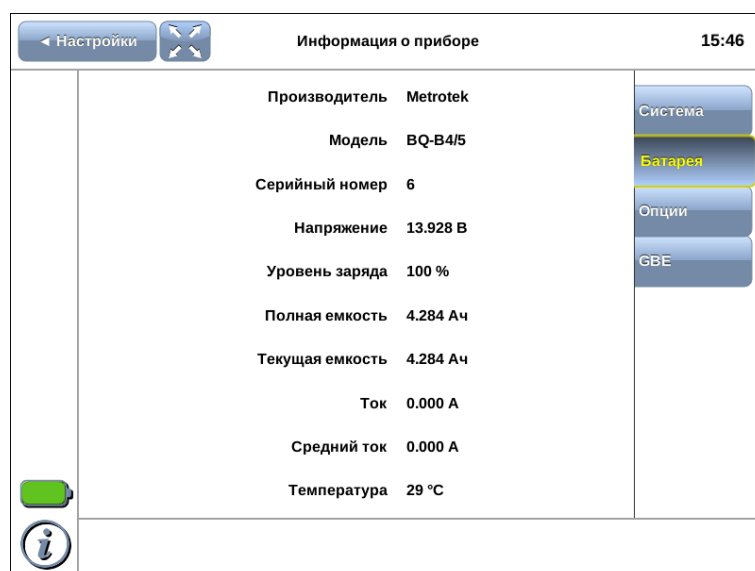 ◄ Настройки
Информация о приборе
15:46
Производитель Metrotek
Модель BQ-B4/5
Серийный номер 6
Напряжение 13.928 В
Уровень заряда 100 %
Полная емкость 4.284 Ач
Текущая емкость 4.284 Ач
Ток 0.000 А
Средний ток 0.000 А
Температура 29 °C
Система
Батарея
Опции
GBE
i